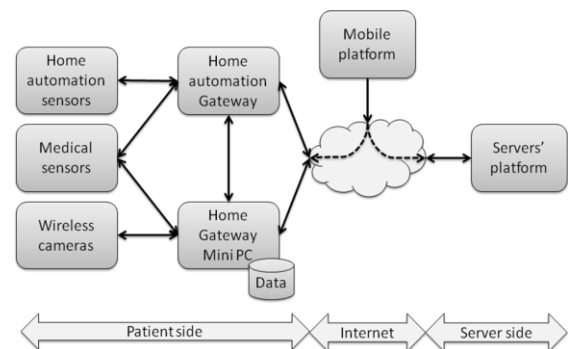 Home
automation
sensors
Home
automation
Gateway
Mobile
platform
Medical
sensors
Servers'
platform
Wireless
cameras
Home
Gateway
Mini PC
Data
Patient side
Internet
Server side